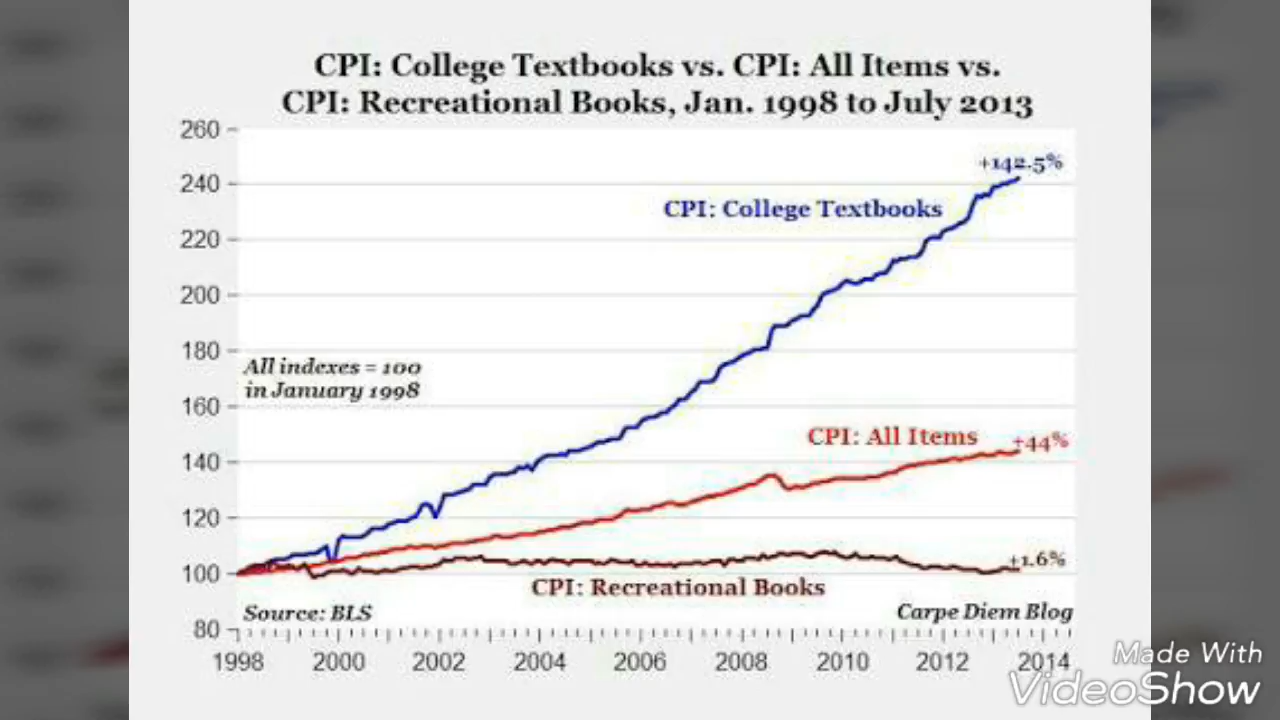 CPI: College Textbooks vs. CPI: All Items vs.
CPI: Recreational Books, Jan. 1998 to July 2013
260
+142.5%
240
CPI: College Textbooks
220
200
180
All indexes = 100
in January 1998
160
CPI: All Items
+44%
140
120
+1.6%
100
CPI: Recreational Books
Source: BLS
Carpe Diem Blog
80
1998 2000 2002 2004 2006 2008 2010 2012 2014
Made With
VideoShow